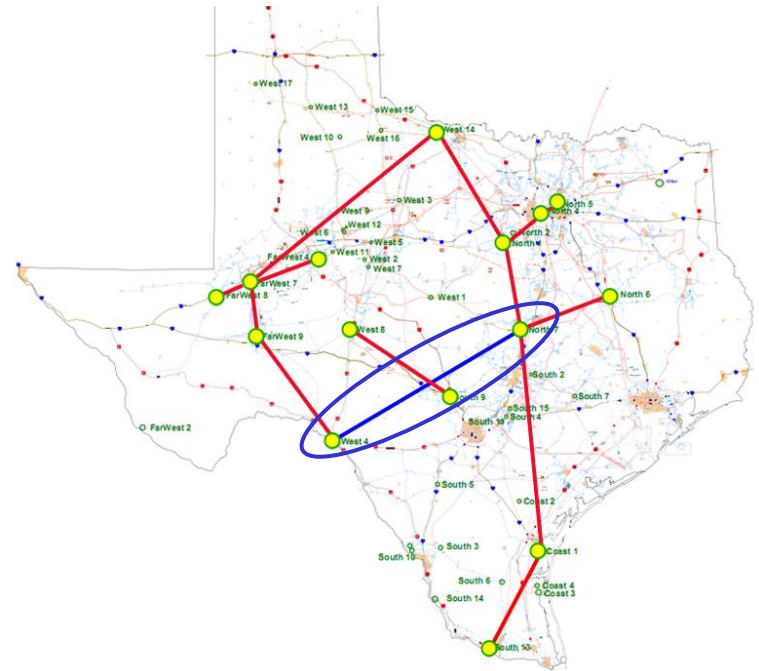 West 17
West 13
West 15
West 10
West 16
West 14
West 3
North 5
North 4
West 9
West 12
West 6
North 2
West 5
North
West 11
FarWest 4
West 2
West 7
FarWest 7
FarWest 8
West 1
North 6
FarWest 9
West 8
North 7
South 2
South 9
South 7
South 15
South 4
South
FarWest 2
West 4
South 5
Coast 2
South 3
Coast 1
South 10
South 6
Coast 4
Coast 3
South 14
South 13